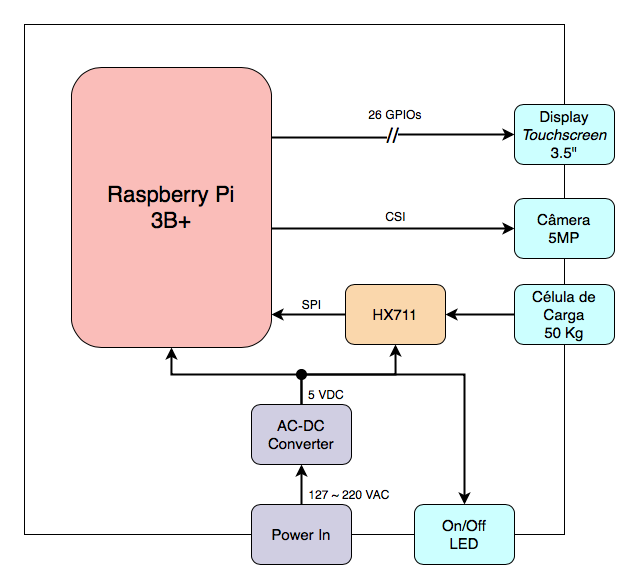 26 GPIOs
Display
Touchscreen
3.5"
Raspberry Pi
3B+
CSI
Câmera
5MP
SPI
HX711
Célula de
Carga
50 Kg
5 VDC
AC-DC
Converter
127 ~ 220 VAC
Power In
On/Off
LED